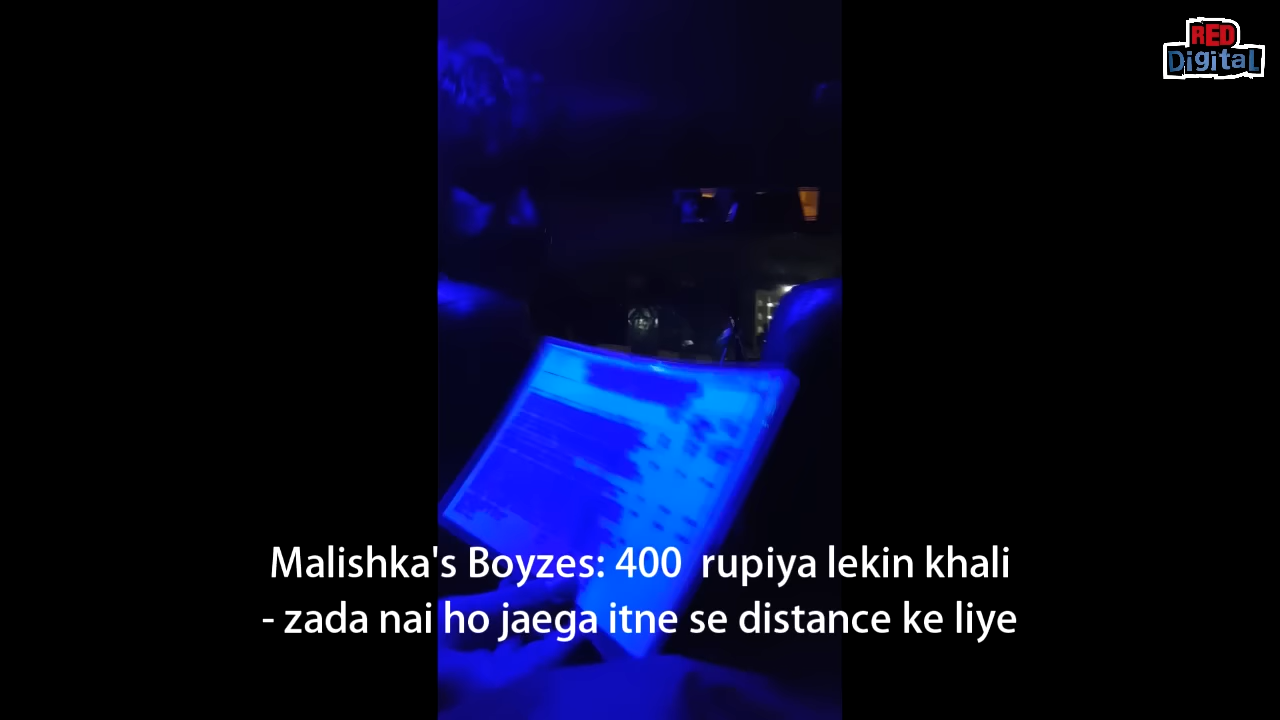 RED
Digital
Malishka's Boyzes: 400  rupiya lekin khali
- zada nai ho jaega itne se distance ke liye